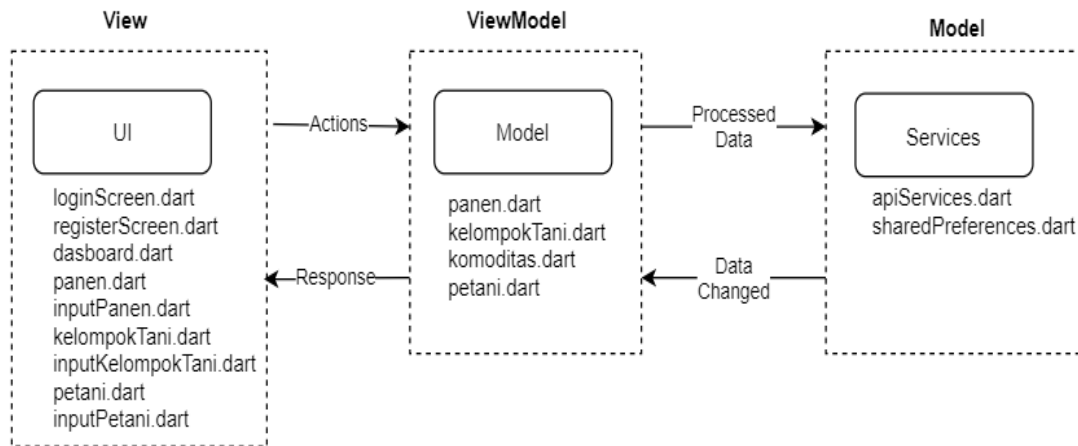 View
ViewModel
Model
UI
loginScreen.dart
registerScreen.dart
dasboard.dart
panen.dart
inputPanen.dart
kelompokTani.dart
inputKelompokTani.dart
petani.dart
inputPetani.dart
Actions
Response
Model
panen.dart
kelompokTani.dart
komoditas.dart
petani.dart
Processed
Data
Data
Changed
Services
apiServices.dart
sharedPreferences.dart